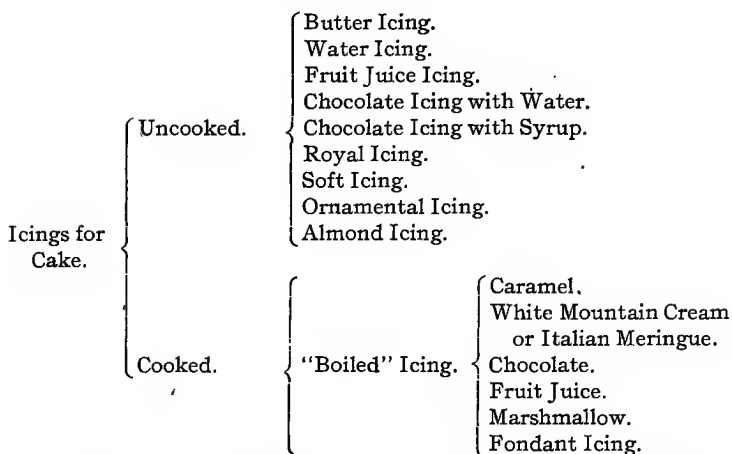 Icings for
Cake.
Uncooked.
Butter Icing.
Water Icing.
Fruit Juice Icing.
Chocolate Icing with Water.
Chocolate Icing with Syrup.
Royal Icing.
Soft Icing.
Ornamental Icing.
Almond Icing.
Cooked.
"Boiled" Icing.
Caramel.
White Mountain Cream
or Italian Meringue.
Chocolate.
Fruit Juice.
Marshmallow.
Fondant Icing.